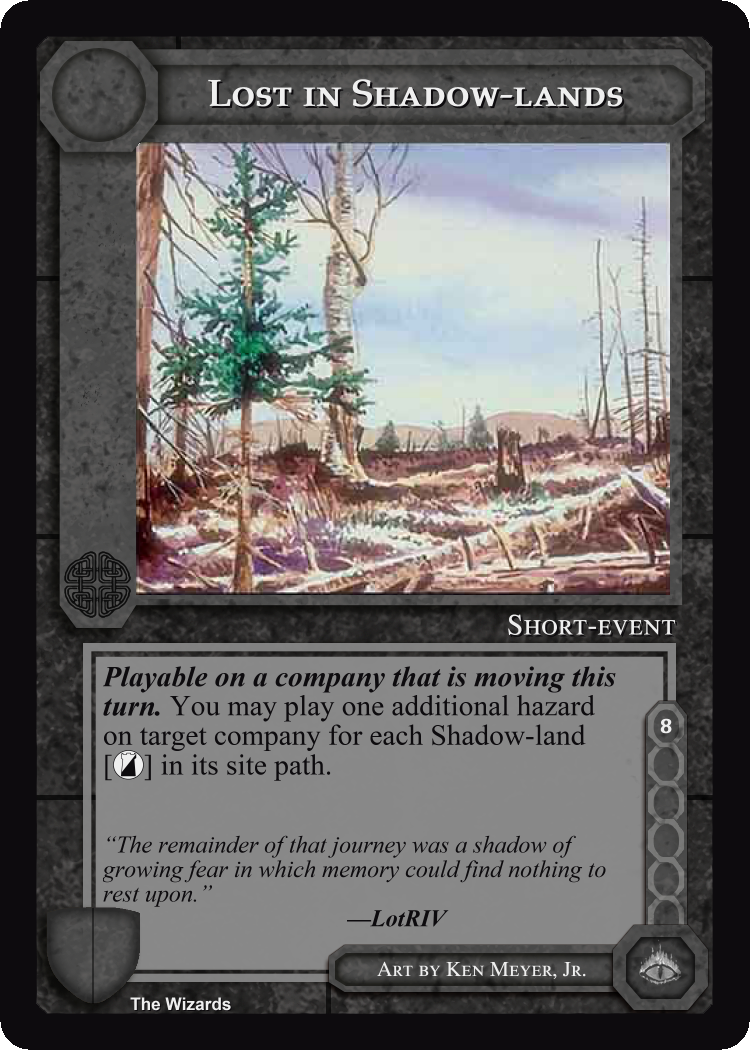 Lost in Shadow-lands
Short-event
Playable on a company that is moving this
turn. You may play one additional hazard
on target company for each Shadow-land
[] in its site path.
8
“The remainder of that journey was a shadow of
growing fear in which memory could find nothing to
rest upon.”
—LotRIV
Art by Ken Meyer, Jr.
The Wizards